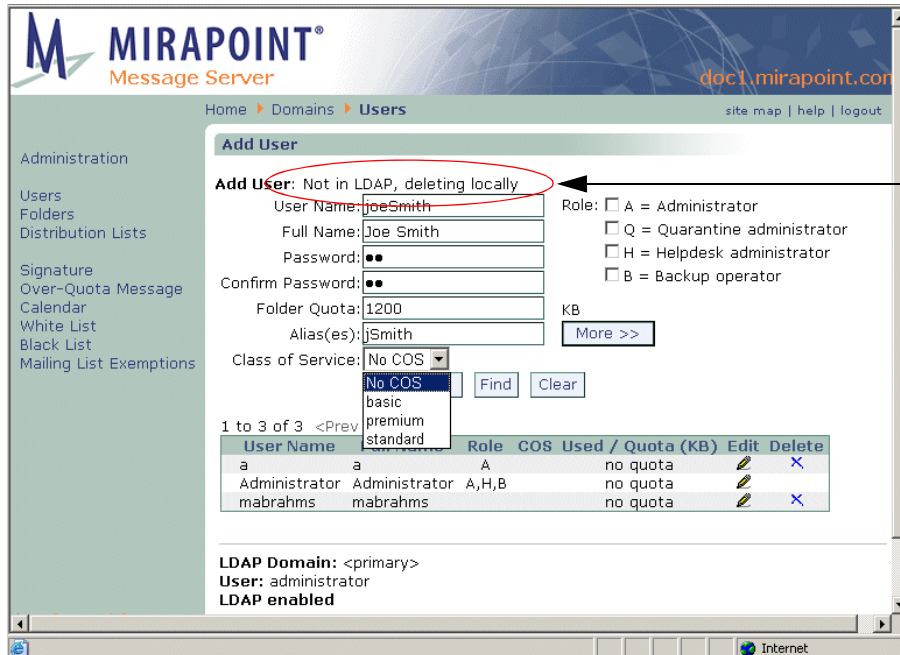 MIRAPOINT®
Message Server
doc1.mirapoint.com
Home Domains Users
site map | help | logout
Administration
Users
Folders
Distribution Lists
Signature
Over-Quota Message
Calendar
White List
Black List
Mailing List Exemptions
Add User
Add User: Not in LDAP, deleting locally
User Name: joeSmith
Full Name: Joe Smith
Password: ●●
Confirm Password: ●●
Folder Quota: 1200 KB
Alias(es): jSmith
More >>
Class of Service: No COS
Role: A = Administrator
Q = Quarantine administrator
H = Helpdesk administrator
B = Backup operator
No COS
basic
premium
standard
Find Clear
1 to 3 of 3 <Prev
User Name Role COS Used / Quota (KB) Edit Delete
a a A no quota
Administrator Administrator A,H,B no quota
mabrahms mabrahms no quota
LDAP Domain: <primary>
User: administrator
LDAP enabled
Internet